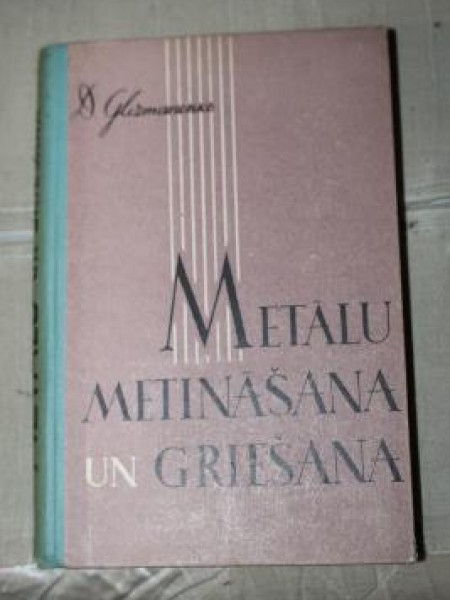 D Glizmanenko
METĀLU
METINĀŠANA
UN GRIEŠANA